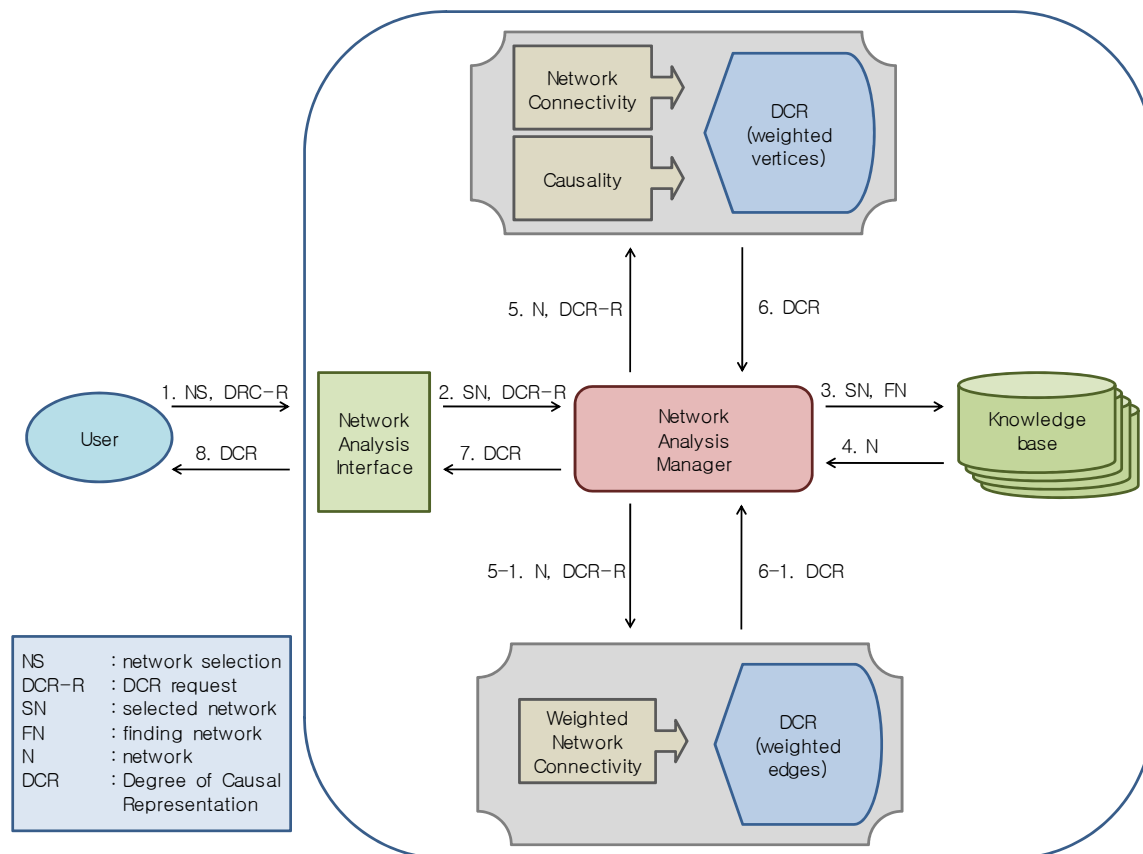 Network
Connectivity
Causality
DCR
(weighted
vertices)
5. N, DCR-R
6. DCR
1. NS, DRC-R
2. SN, DCR-R
3. SN, FN
User
Network
Analysis
Interface
Network
Analysis
Manager
Knowledge
base
8. DCR
7. DCR
4. N
5-1. N, DCR-R
6-1. DCR
NS : network selection
DCR-R : DCR request
SN : selected network
FN : finding network
N : network
DCR : Degree of Causal
Representation
Weighted
Network
Connectivity
DCR
(weighted
edges)